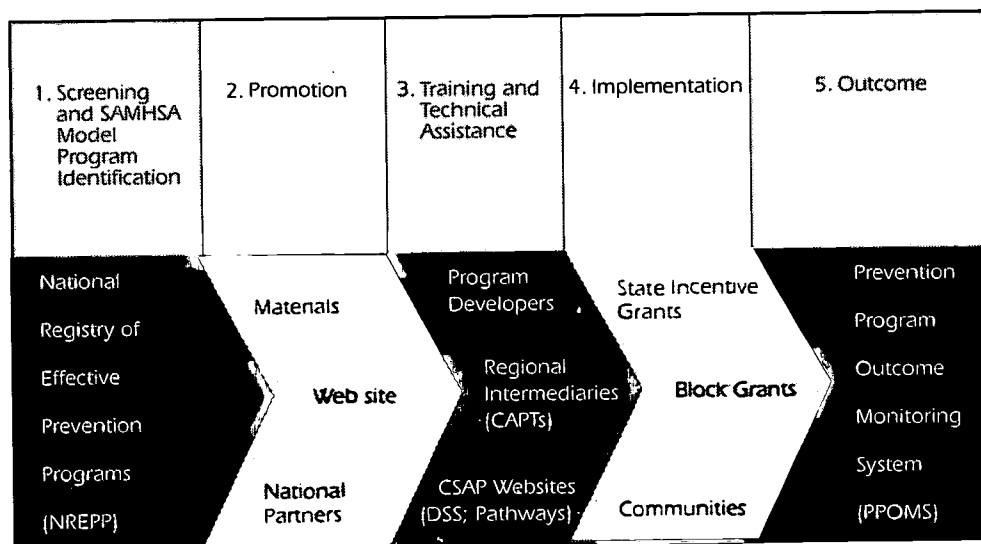 1. Screening
and SAMHSA
Model
Program
Identification
2. Promotion
3. Training and
Technical
Assistance
4. Implementation
5. Outcome
National
Registry of
Effective
Prevention
Programs
(NREPP)
Materials
Web site
National
Partners
Program
Developers
Regional
Intermediaries
(CAPTs)
CSAP Websites
(DSS; Pathways)
State Incentive
Grants
Block Grants
Communities
Prevention
Program
Outcome
Monitoring
System
(PPOMS)